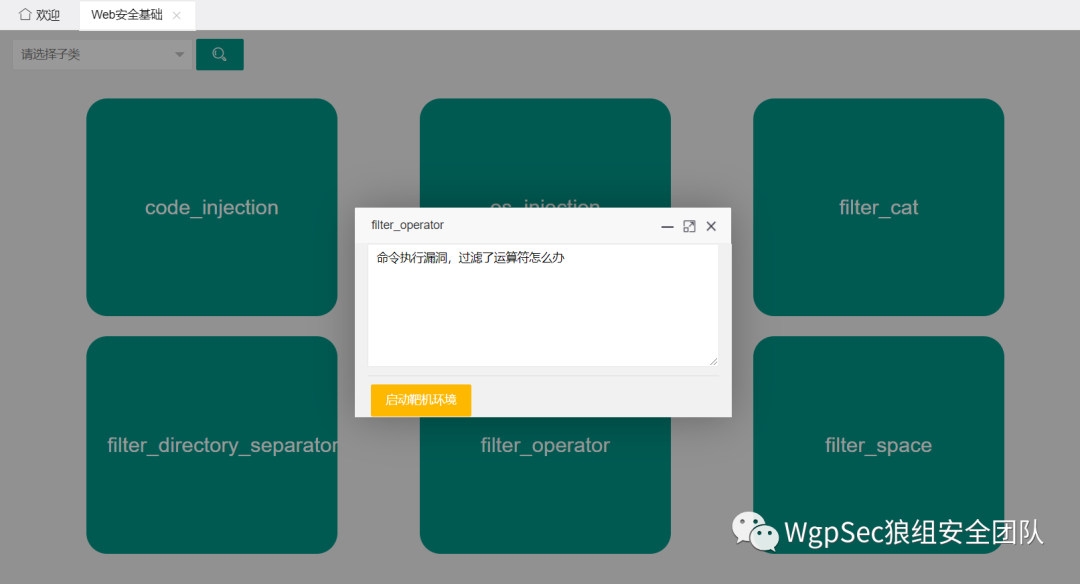 欢迎
Web安全基础
请选择子类
code_injection
os_injection
filter_cat
filter_operator
命令执行漏洞，过滤了运算符怎么办
启动靶机环境
filter_directory_separator
filter_operator
filter_space
WgpSec狼组安全团队